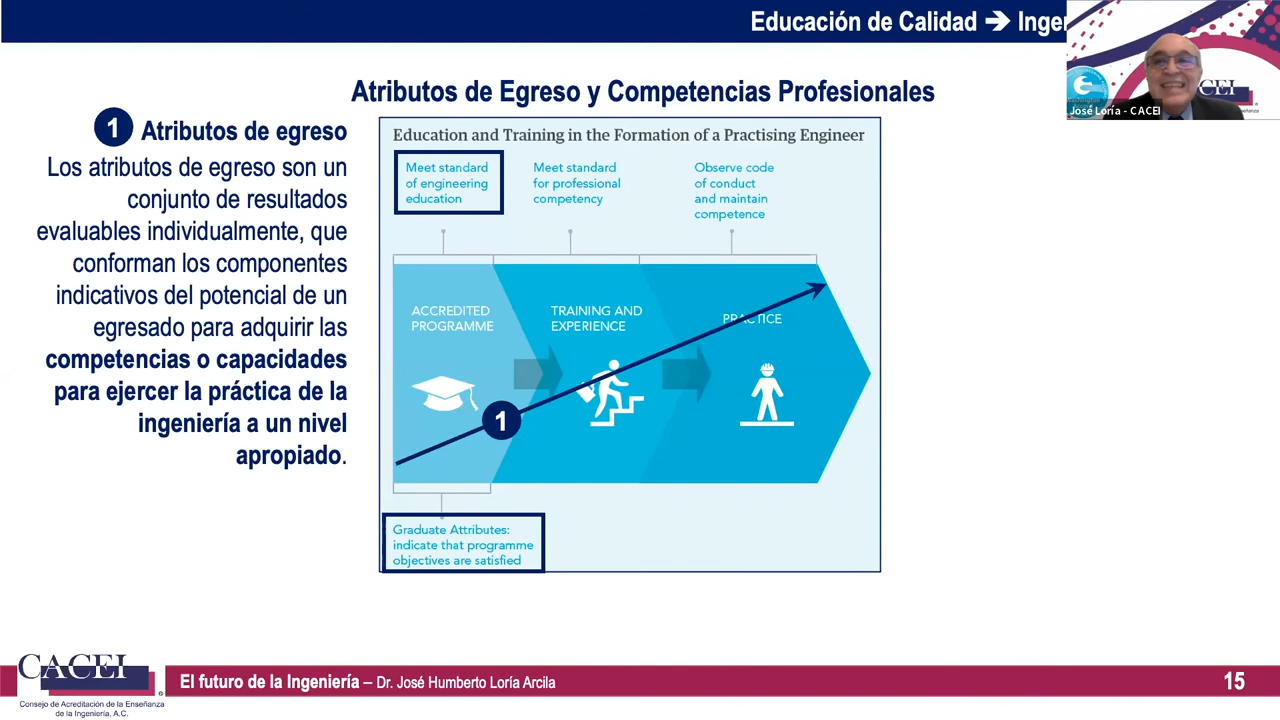 Educación de Calidad ➔ Inge
José Loría - CACEI
CEI
Atributos de Egreso y Competencias Profesionales
1 Atributos de egreso
Los atributos de egreso son un
conjunto de resultados
evaluables individualmente, que
conforman los componentes
indicativos del potencial de un
egresado para adquirir las
competencias o capacidades
para ejercer la práctica de la
ingeniería a un nivel
apropiado.
Education and Training in the Formation of a Practising Engineer
Meet standard
of engineering
education
Meet standard
for professional
competency
Observe code
of conduct
and maintain
competence
ACCREDITED
PROGRAMME
TRAINING AND
EXPERIENCE
PRACTICE
1
Graduate Attributes:
indicate that programme
objectives are satisfied
CACEI
Consejo de Acreditación de la Enseñanza
de la Ingeniería, A.C.
El futuro de la Ingeniería – Dr. José Humberto Loría Arcila
15